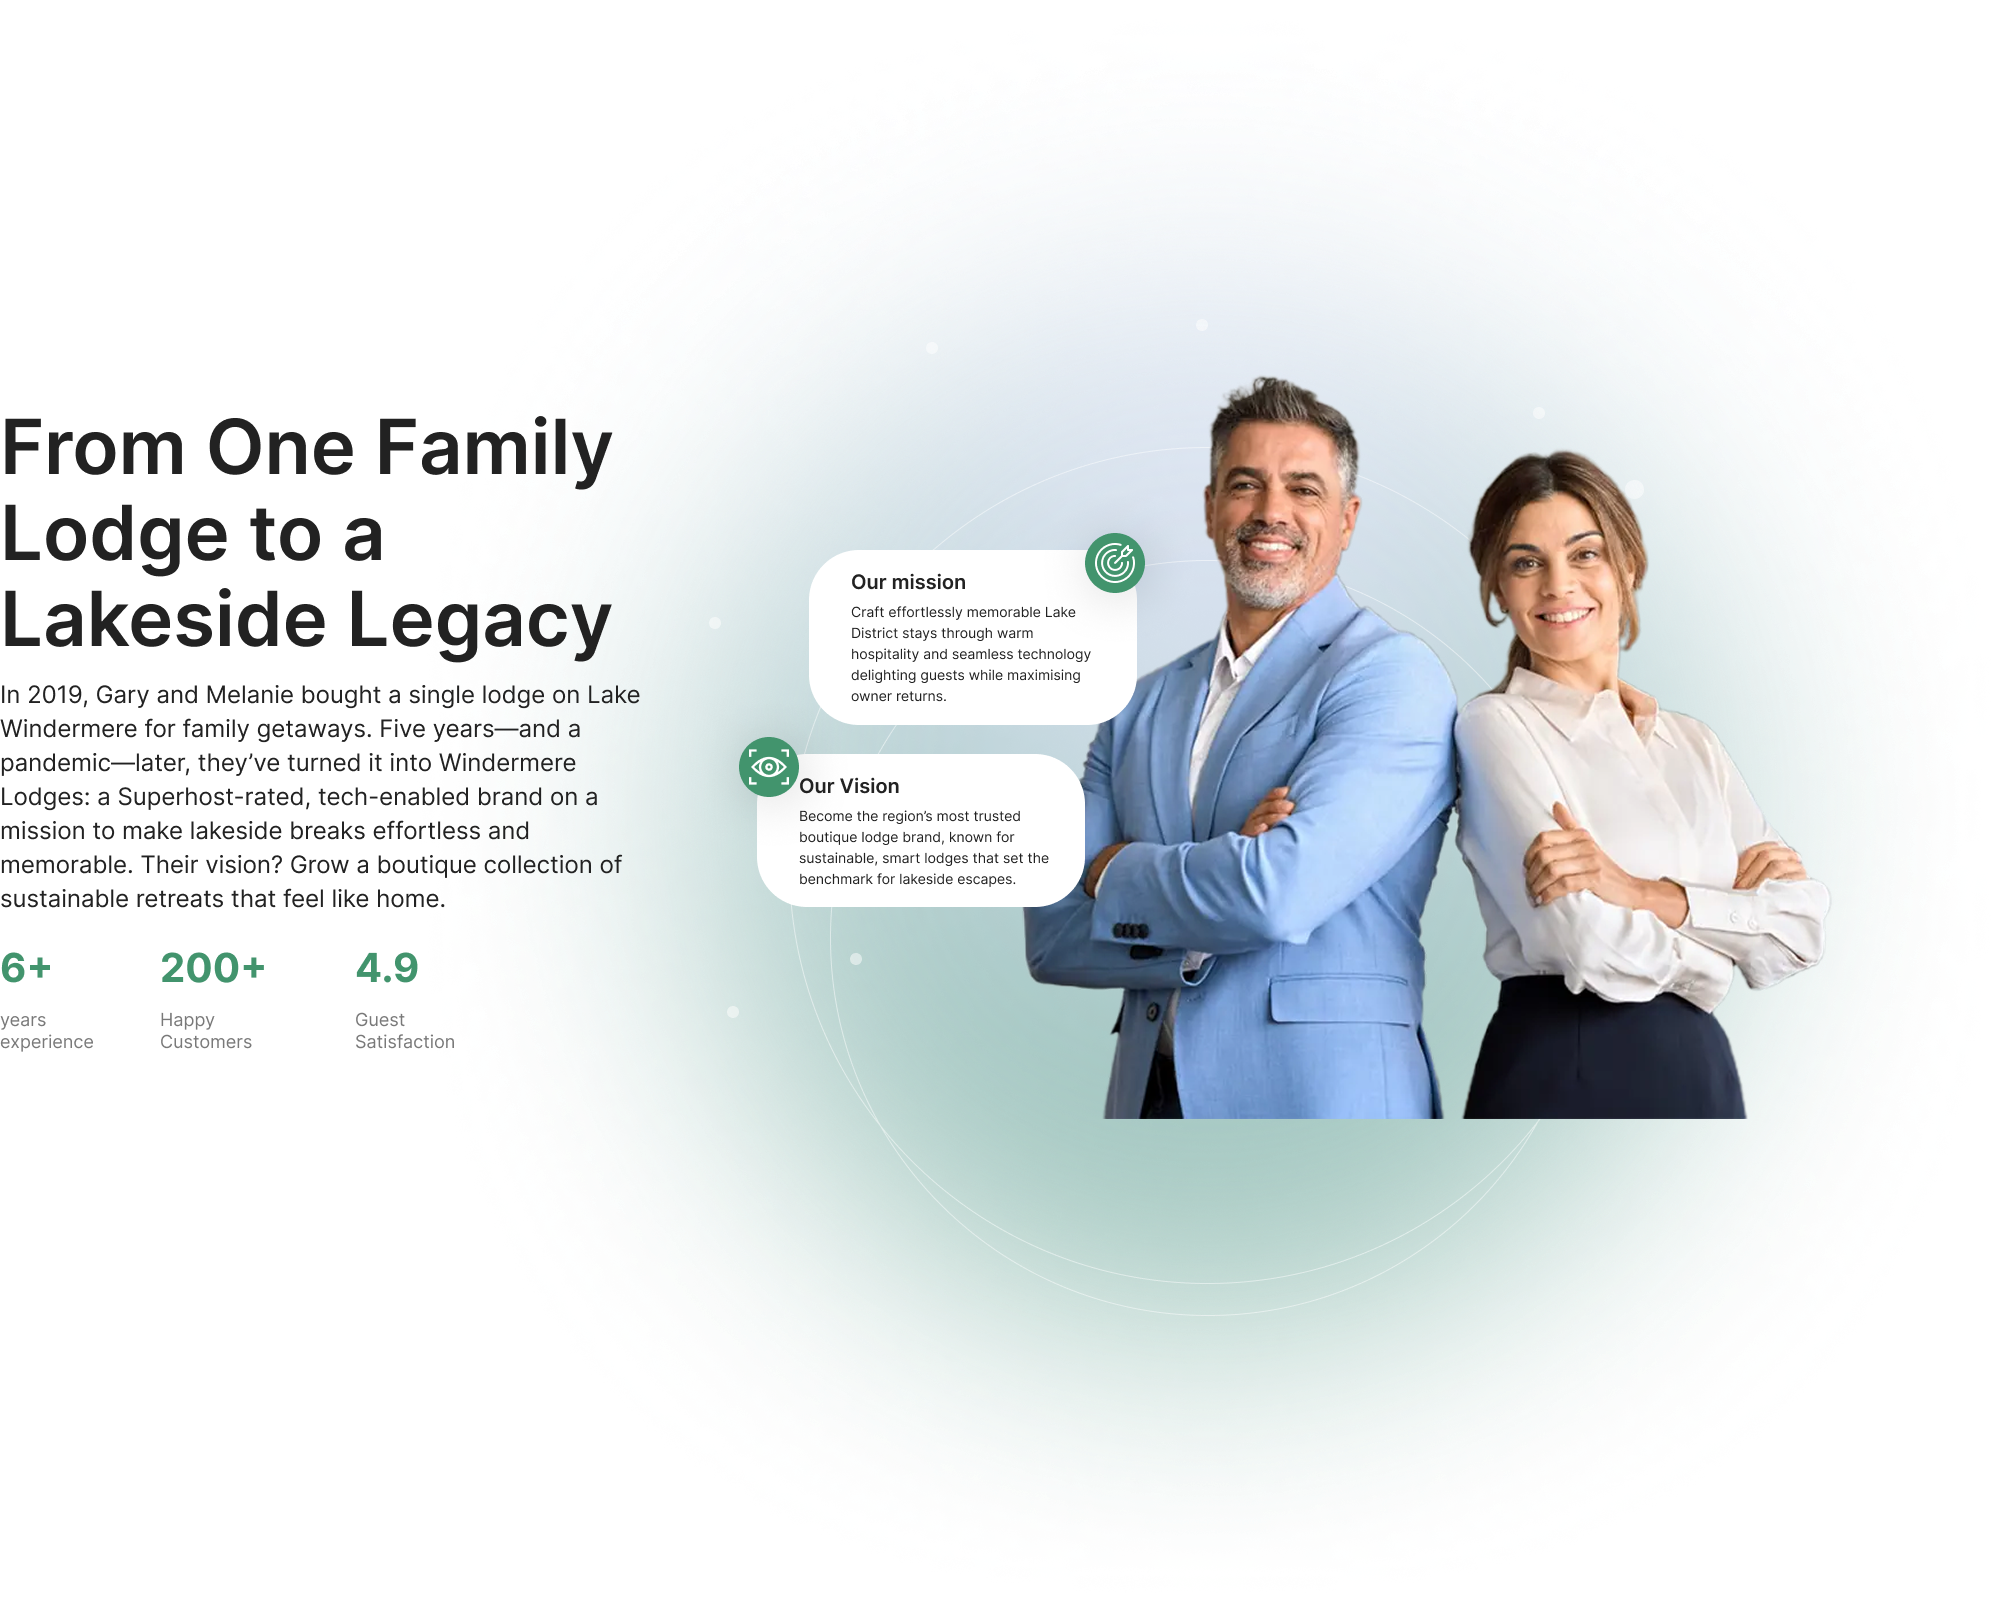 From One Family
Lodge to a
Lakeside Legacy
In 2019, Gary and Melanie bought a single lodge on Lake
Windermere for family getaways. Five years—and a
pandemic—later, they’ve turned it into Windermere
Lodges: a Superhost-rated, tech-enabled brand on a
mission to make lakeside breaks effortless and
memorable. Their vision? Grow a boutique collection of
sustainable retreats that feel like home.
6+
years
experience
200+
Happy
Customers
4.9
Guest
Satisfaction
Our mission
Craft effortlessly memorable Lake
District stays through warm
hospitality and seamless technology
delighting guests while maximising
owner returns.
Our Vision
Become the region’s most trusted
boutique lodge brand, known for
sustainable, smart lodges that set the
benchmark for lakeside escapes.